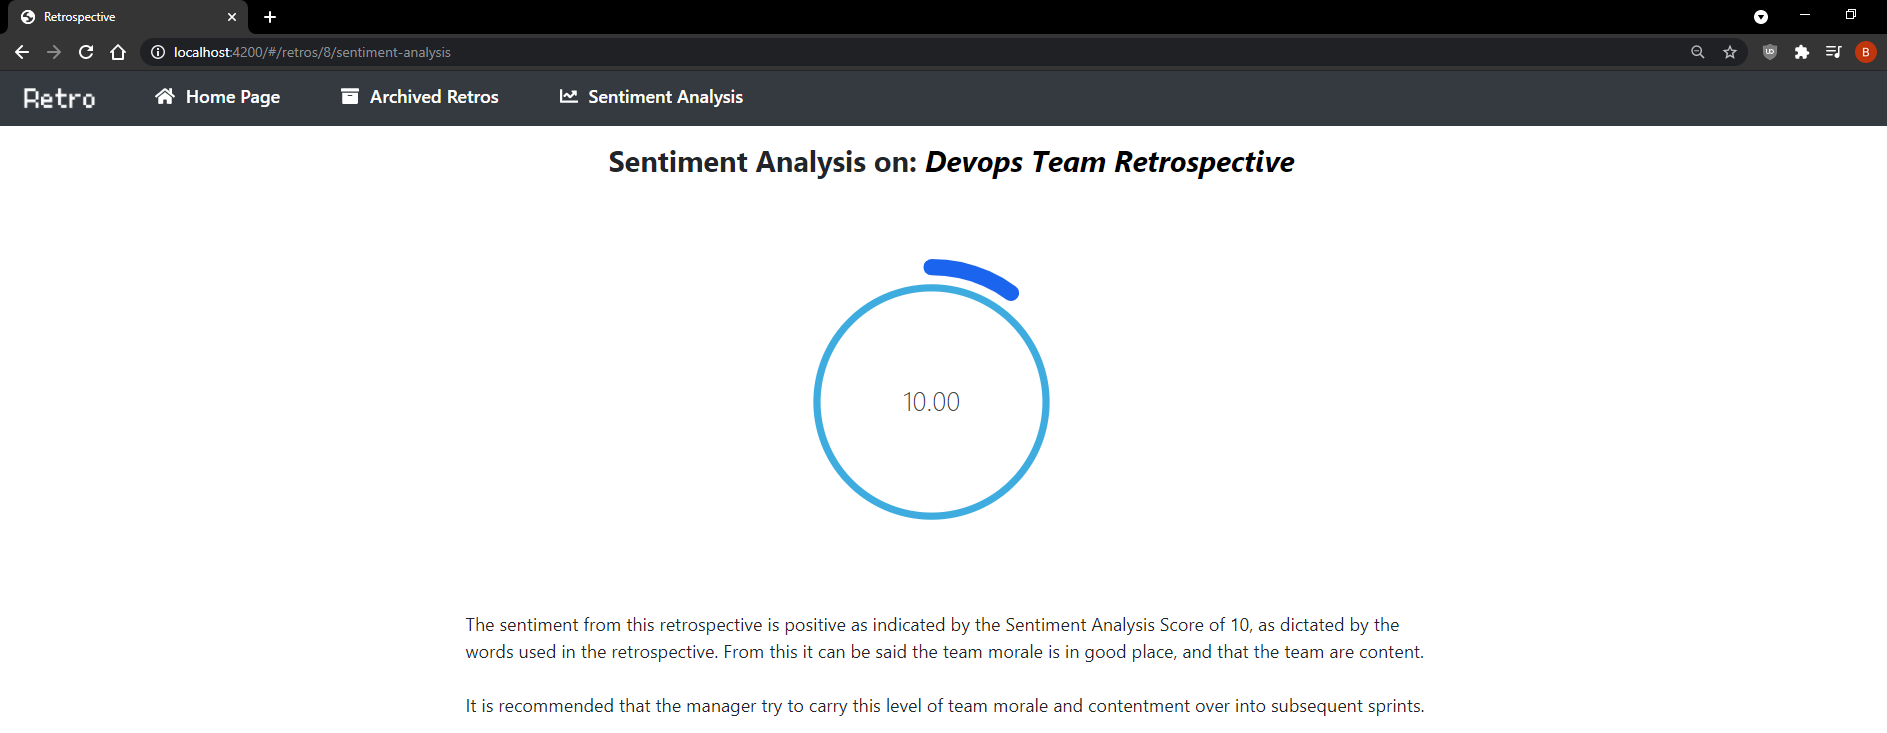 Retrospective
localhost:4200/#/retros/8/sentiment-analysis
B
Retro
Home Page
Archived Retros
Sentiment Analysis
Sentiment Analysis on: Devops Team Retrospective
10.00
The sentiment from this retrospective is positive as indicated by the Sentiment Analysis Score of 10, as dictated by the
words used in the retrospective. From this it can be said the team morale is in good place, and that the team are content.
It is recommended that the manager try to carry this level of team morale and contentment over into subsequent sprints.